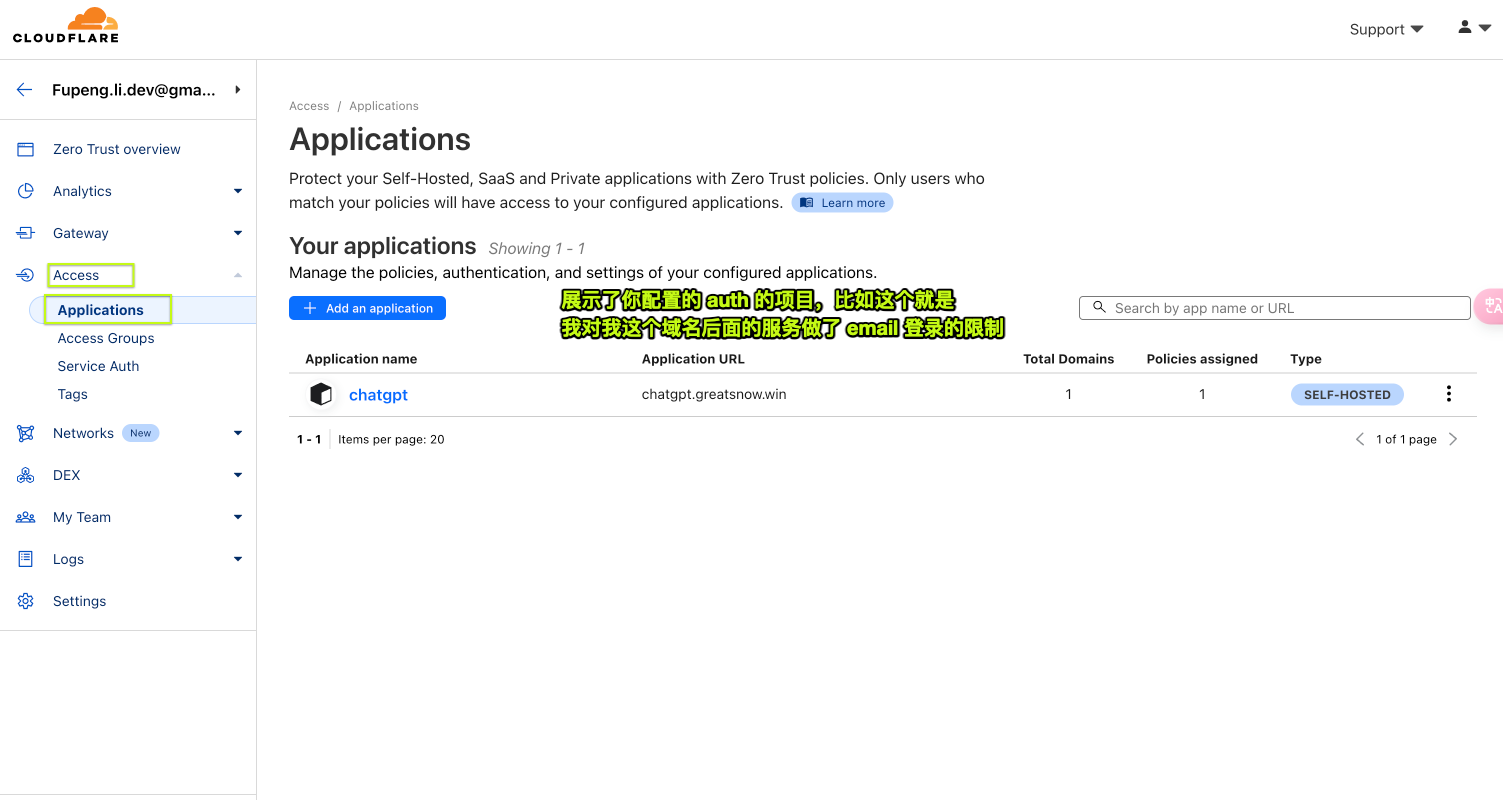 CLOUDFLARE
Support
Fupeng.li.dev@gma...
Zero Trust overview
Analytics
Gateway
Access
Applications
Access Groups
Service Auth
Tags
Networks New
DEX
My Team
Logs
Settings
Access / Applications
Applications
Protect your Self-Hosted, SaaS and Private applications with Zero Trust policies. Only users who
match your policies will have access to your configured applications. Learn more
Your applications Showing 1 - 1
Manage the policies, authentication, and settings of your configured applications.
展示了你配置的 auth 的项目，比如这个就是
我对我这个域名后面的服务做了 email 登录的限制
Add an application
Search by app name or URL
中文A
Application name Application URL Total Domains Policies assigned Type
chatgpt chatgpt.greatsnow.win 1 1 SELF-HOSTED
1 - 1 Items per page: 20 1 of 1 page